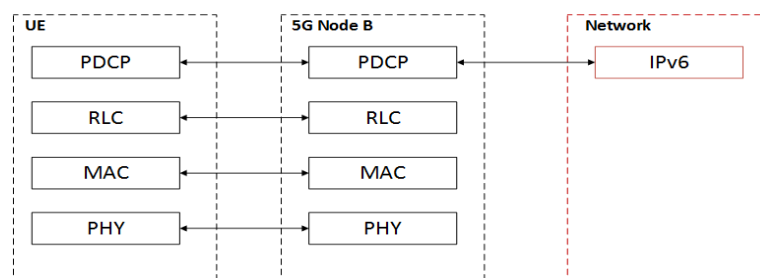 UE
5G Node B
Network
PDCP
PDCP
IPv6
RLC
RLC
MAC
MAC
PHY
PHY